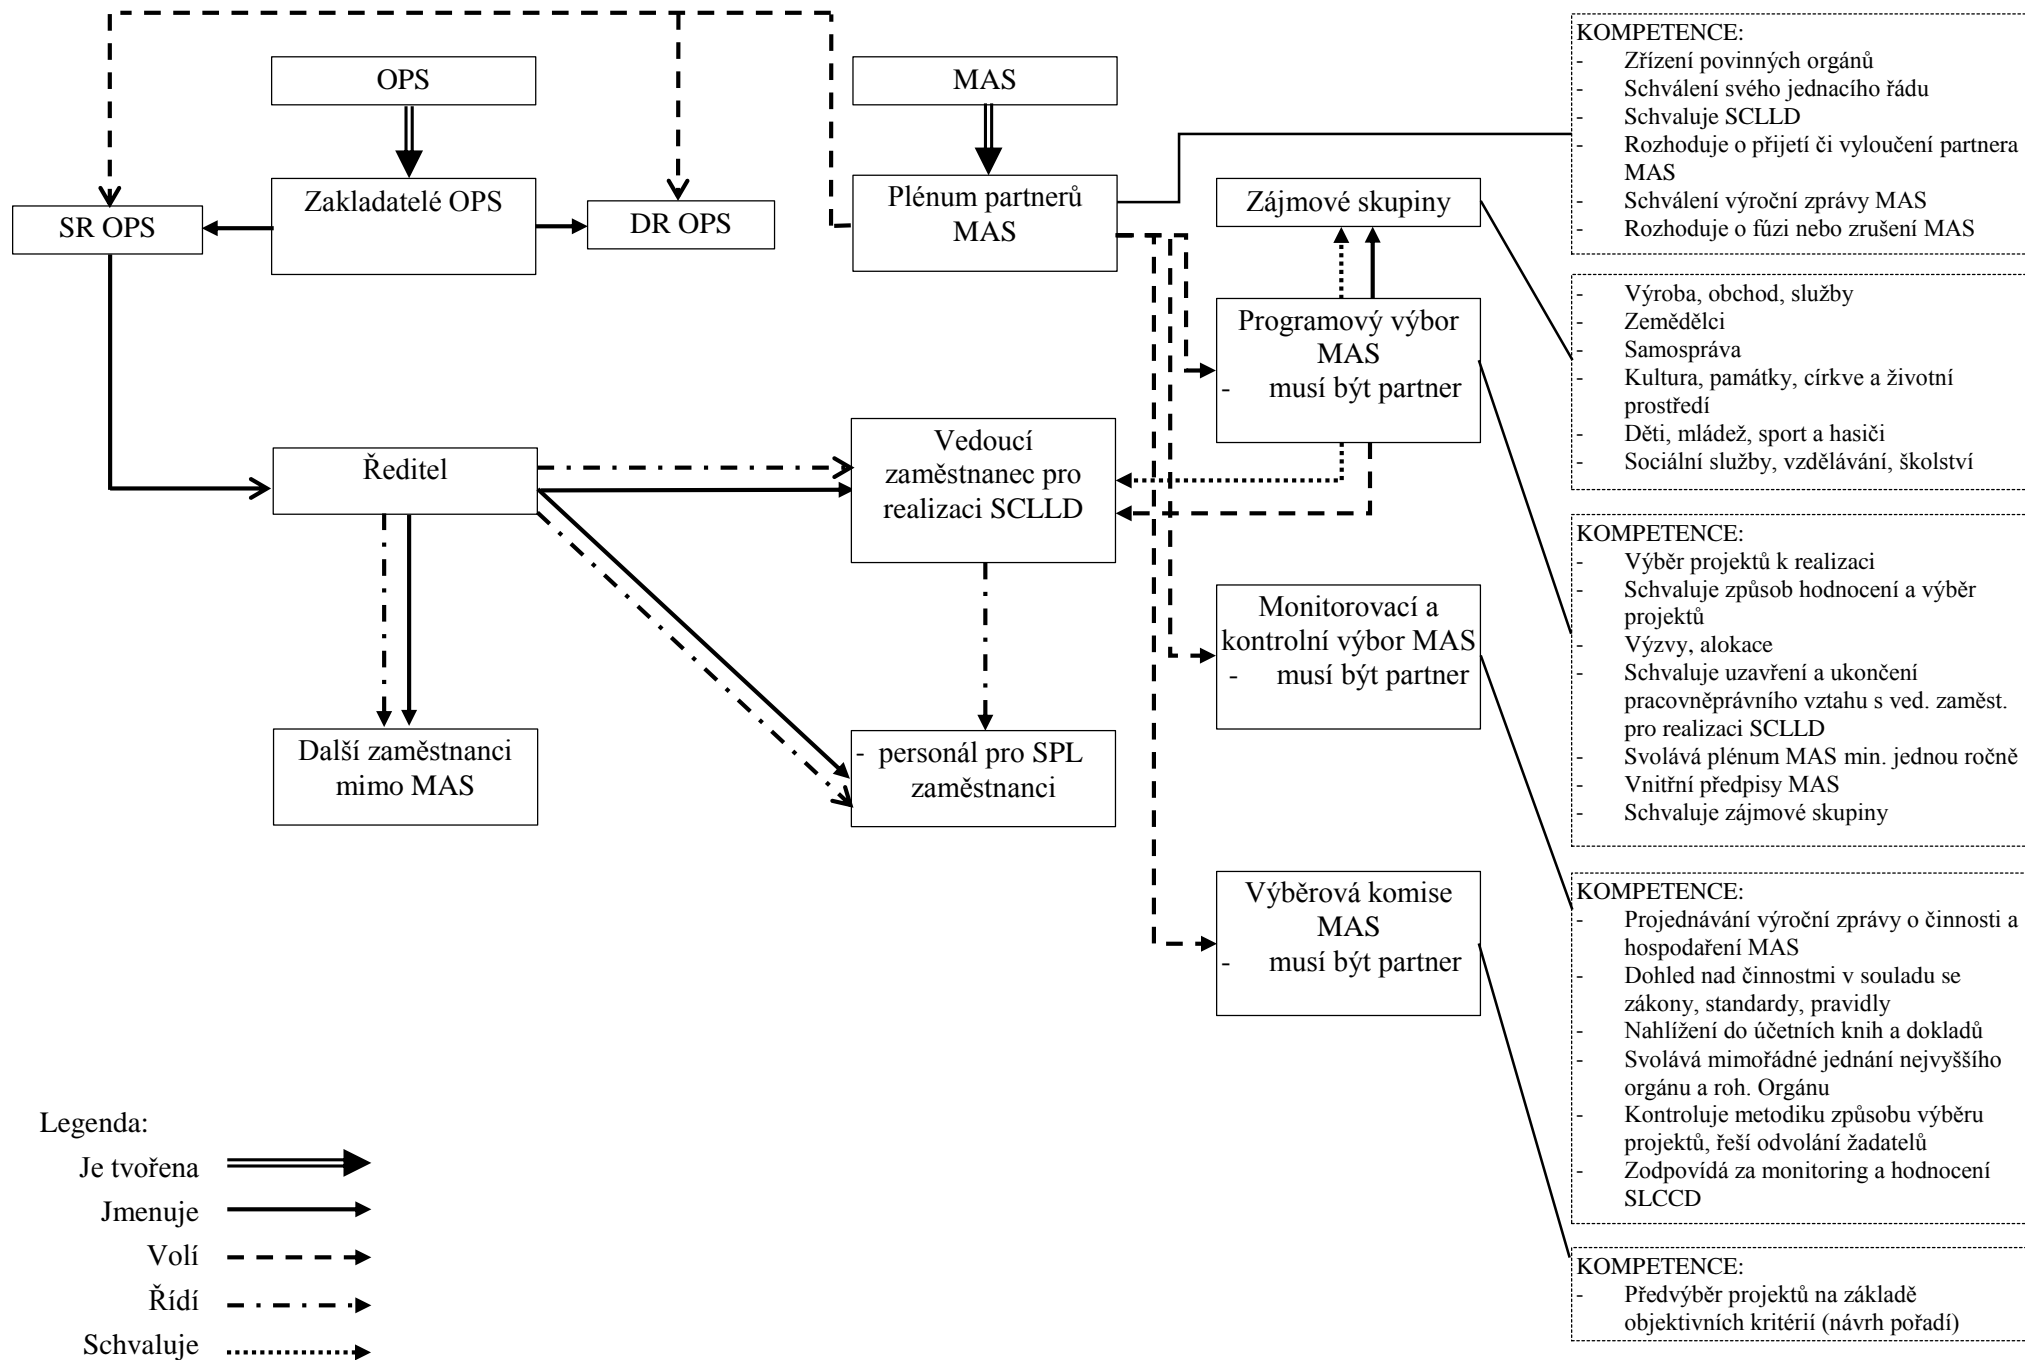 OPS
MAS
Zakladatelé OPS
SR OPS
DR OPS
Plénum partnerů
MAS
Zájmové skupiny
Programový výbor
MAS
- musí být partner
Ředitel
Vedoucí
zaměstnanec pro
realizaci SCLLD
Monitorovací a
kontrolní výbor MAS
- musí být partner
Další zaměstnanci
mimo MAS
- personál pro SPL
zaměstnanci
Výběrová komise
MAS
- musí být partner
KOMPETENCE:
- Zřízení povinných orgánů
- Schválení svého jednacího řádu
- Schvaluje SCLLD
- Rozhoduje o přijetí či vyloučení partnera
MAS
- Schválení výroční zprávy MAS
- Rozhoduje o fúzi nebo zrušení MAS
- Výroba, obchod, služby
- Zemědělci
- Samospráva
- Kultura, památky, církve a životní
prostředí
- Děti, mládež, sport a hasiči
- Sociální služby, vzdělávání, školství
KOMPETENCE:
- Výběr projektů k realizaci
- Schvaluje způsob hodnocení a výběr
projektů
- Výzvy, alokace
- Schvaluje uzavření a ukončení
pracovněprávního vztahu s ved. zaměst.
pro realizaci SCLLD
- Svolává plénum MAS min. jednou ročně
- Vnitřní předpisy MAS
- Schvaluje zájmové skupiny
KOMPETENCE:
- Projednávání výroční zprávy o činnosti a
hospodaření MAS
- Dohled nad činnostmi v souladu se
zákony, standardy, pravidly
- Nahlížení do účetních knih a dokladů
- Svolává mimořádné jednání nejvyššího
orgánu a roh. Orgánu
- Kontroluje metodiku způsobu výběru
projektů, řeší odvolání žadatelů
- Zodpovídá za monitoring a hodnocení
SLCCD
KOMPETENCE:
- Předvýběr projektů na základě
objektivních kritérií (návrh pořadí)
Legenda:
Je tvořena
Jmenuje
Volí
Řídí
Schvaluje